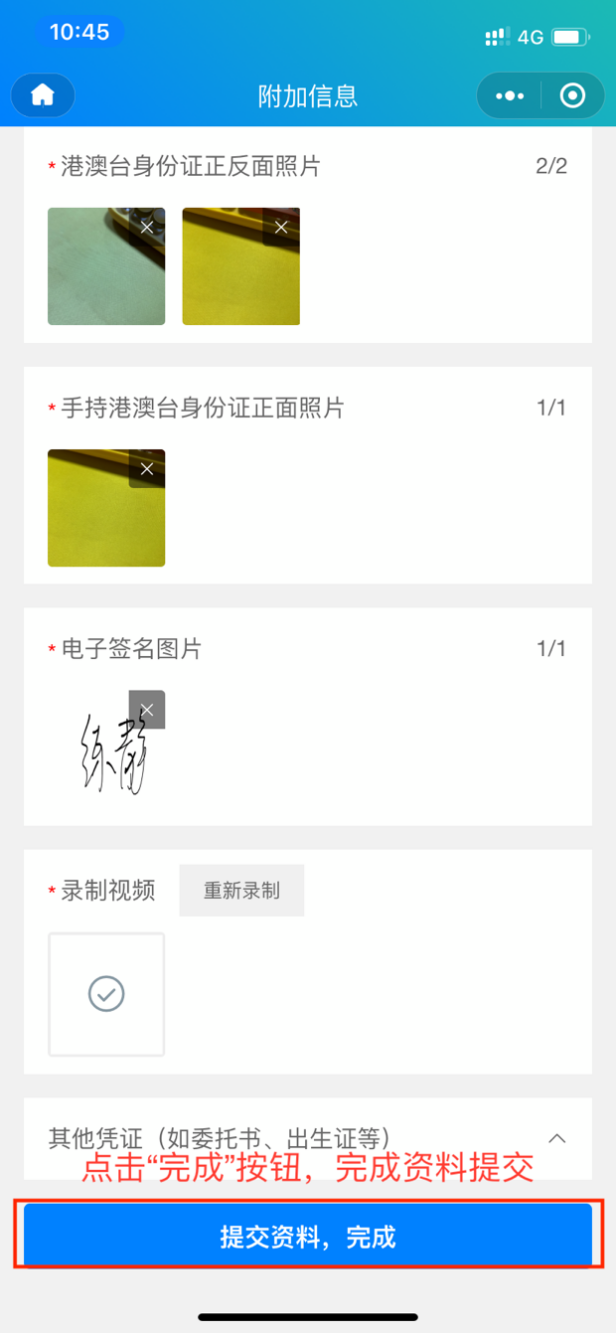 10:45
4G
附加信息
*港澳台身份证正反面照片 2/2
*手持港澳台身份证正面照片 1/1
*电子签名图片 1/1
练静
*录制视频 重新录制
其他凭证（如委托书、出生证等）
点击“完成”按钮，完成资料提交
提交资料，完成